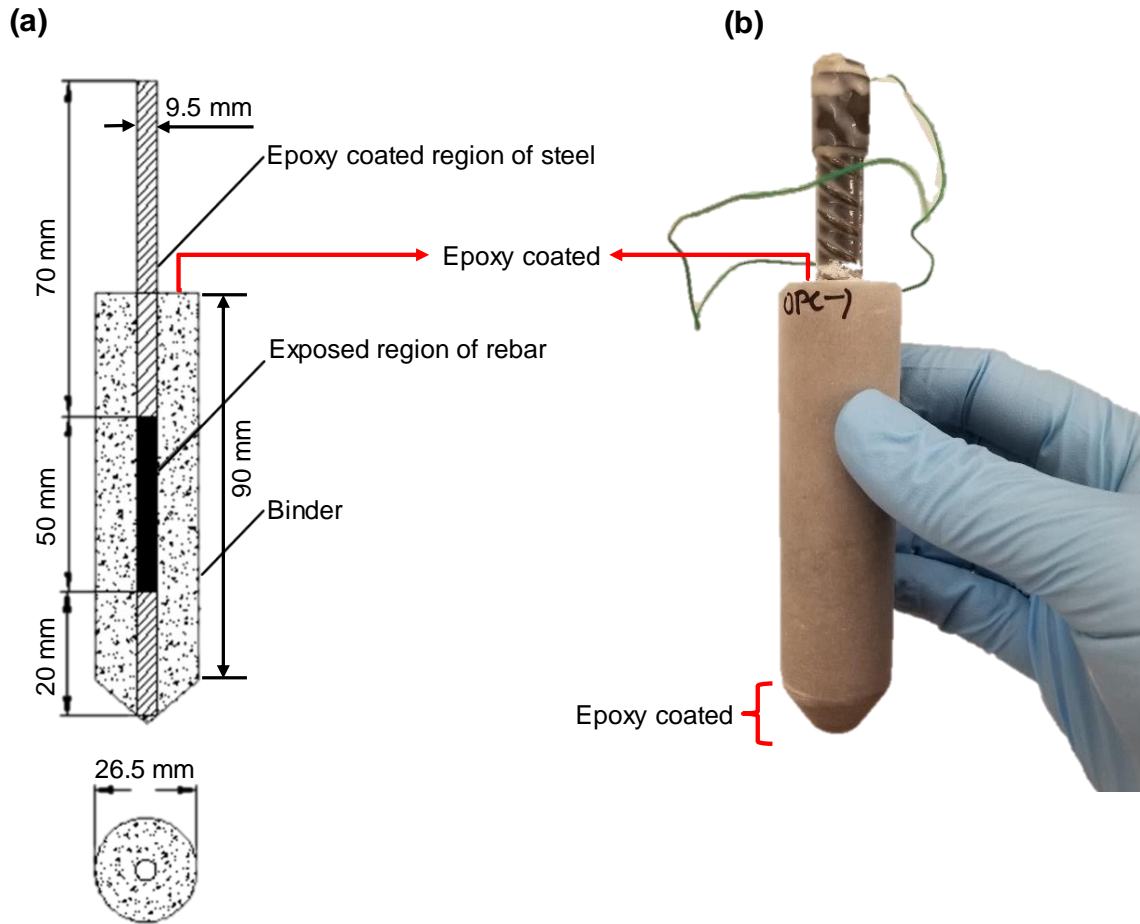 (a)
(b)
9.5 mm
Epoxy coated region of steel
70 mm
Epoxy coated
OPC-1
Exposed region of rebar
90 mm
50 mm
Binder
20 mm
Epoxy coated
26.5 mm